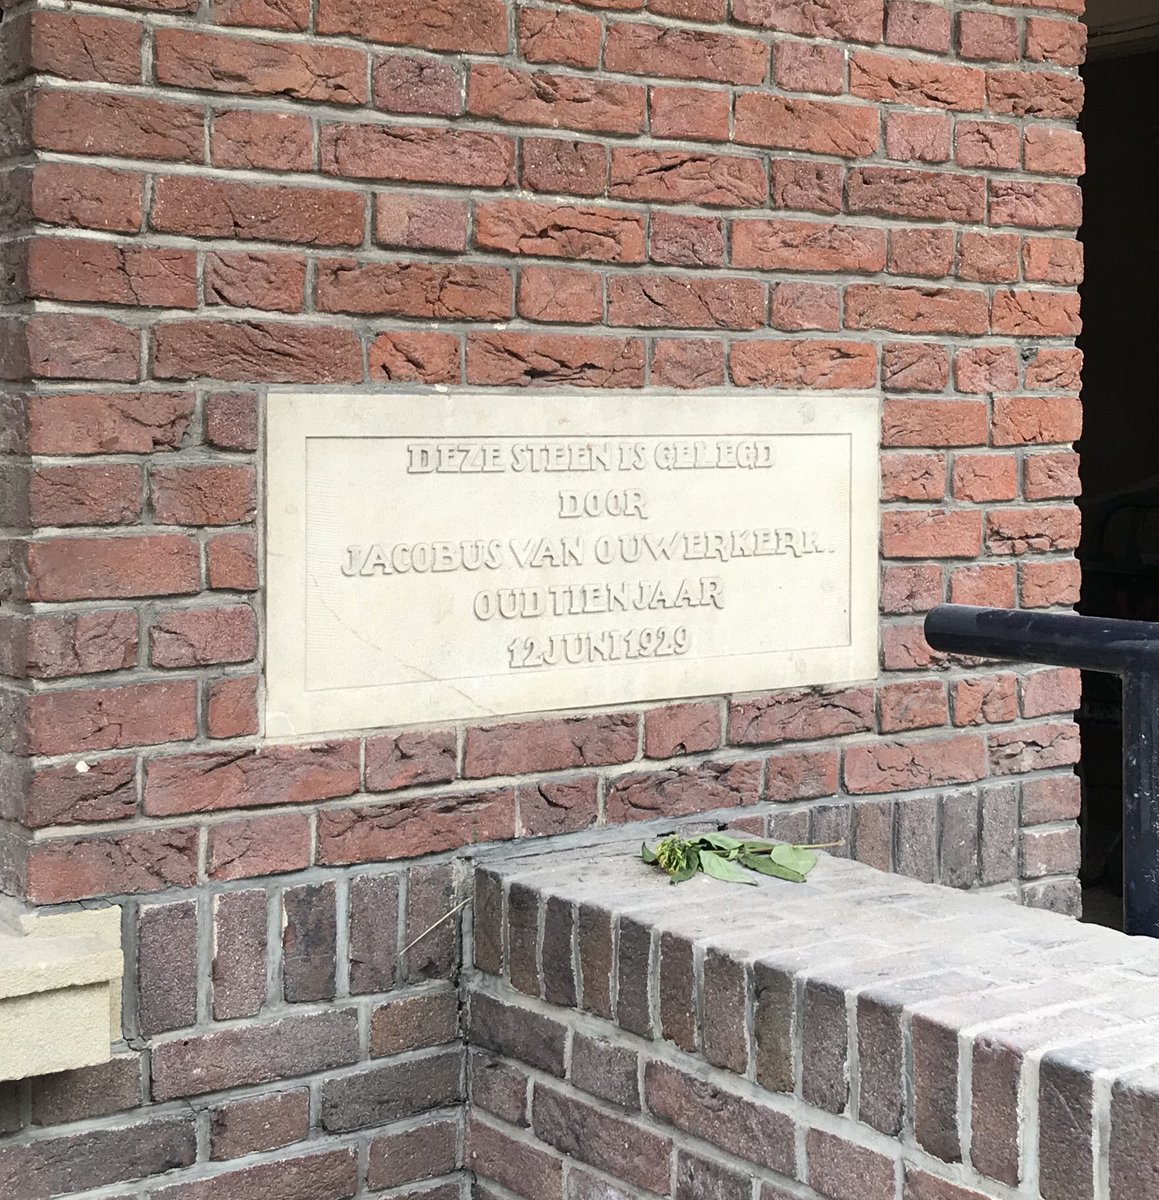 DEZE STEEN IS GELEGD
DOOR
JACOBUS VAN OUWERKERK.
OUD TIEN JAAR
12 JUNI 1929